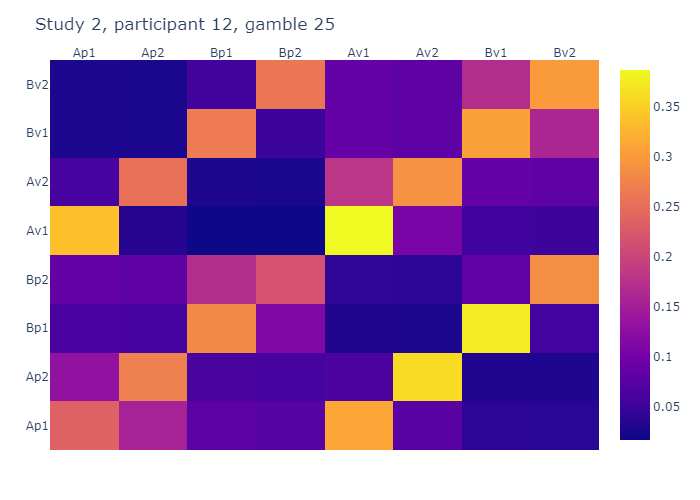 Study 2, participant 12, gamble 25
Ap1 Ap2 Bp1 Bp2 Av1 Av2 Bv1 Bv2
Bv2
Bv1
Av2
Av1
Bp2
Bp1
Ap2
Ap1
0.35
0.3
0.25
0.2
0.15
0.1
0.05